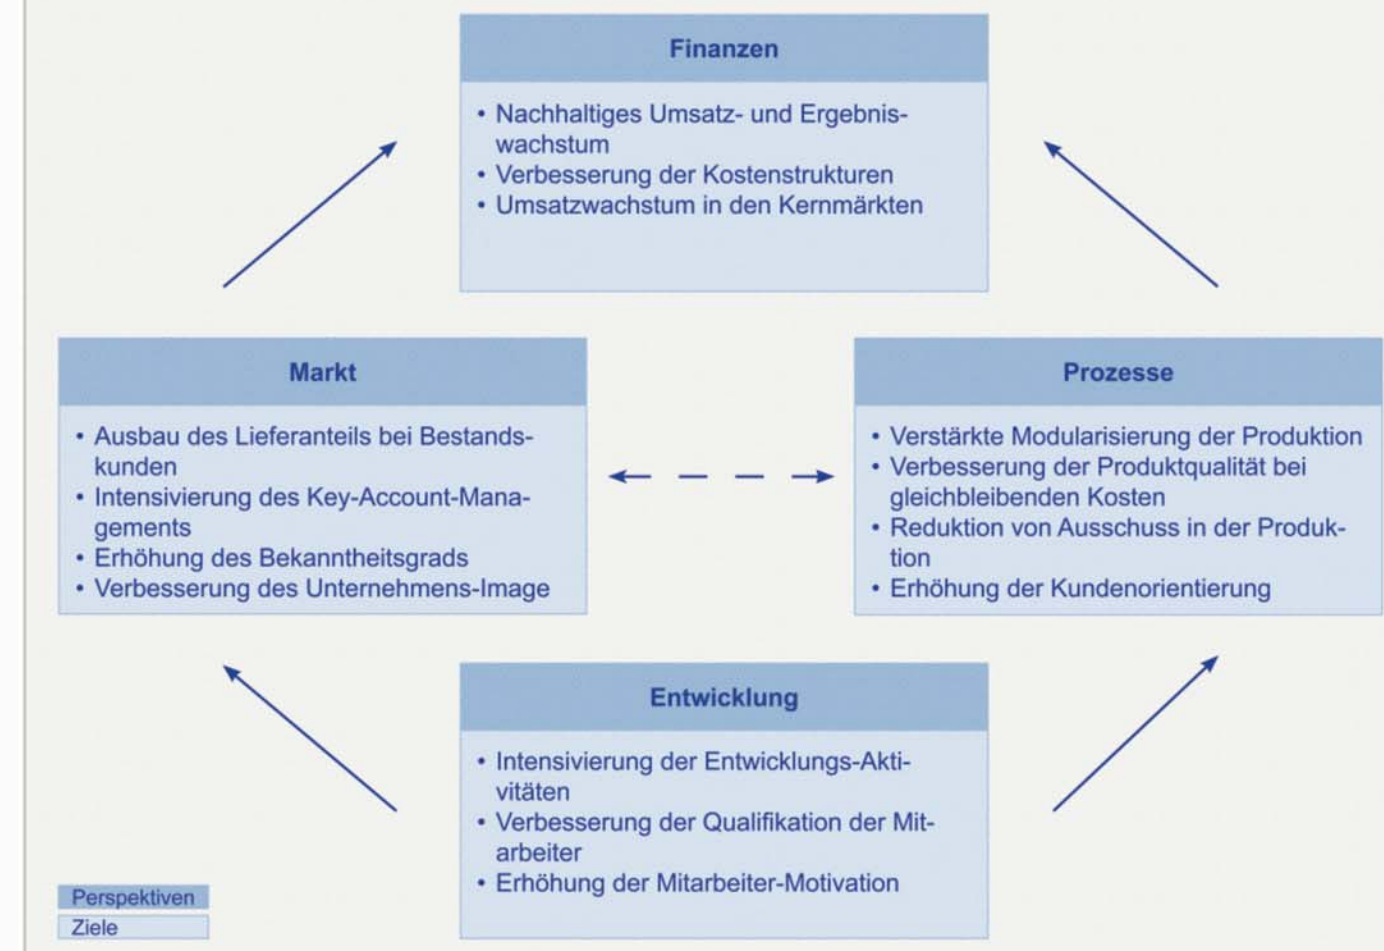 Finanzen
• Nachhaltiges Umsatz- und Ergebnis-
wachstum
• Verbesserung der Kostenstrukturen
• Umsatzwachstum in den Kernmärkten
Markt
• Ausbau des Lieferanteils bei Bestands-
kunden
• Intensivierung des Key-Account-Mana-
gements
• Erhöhung des Bekanntheitsgrads
• Verbesserung des Unternehmens-Image
Prozesse
• Verstärkte Modularisierung der Produktion
• Verbesserung der Produktqualität bei
gleichbleibenden Kosten
• Reduktion von Ausschuss in der Produk-
tion
• Erhöhung der Kundenorientierung
Entwicklung
• Intensivierung der Entwicklungs-Akti-
vitäten
• Verbesserung der Qualifikation der Mit-
arbeiter
• Erhöhung der Mitarbeiter-Motivation
Perspektiven
Ziele